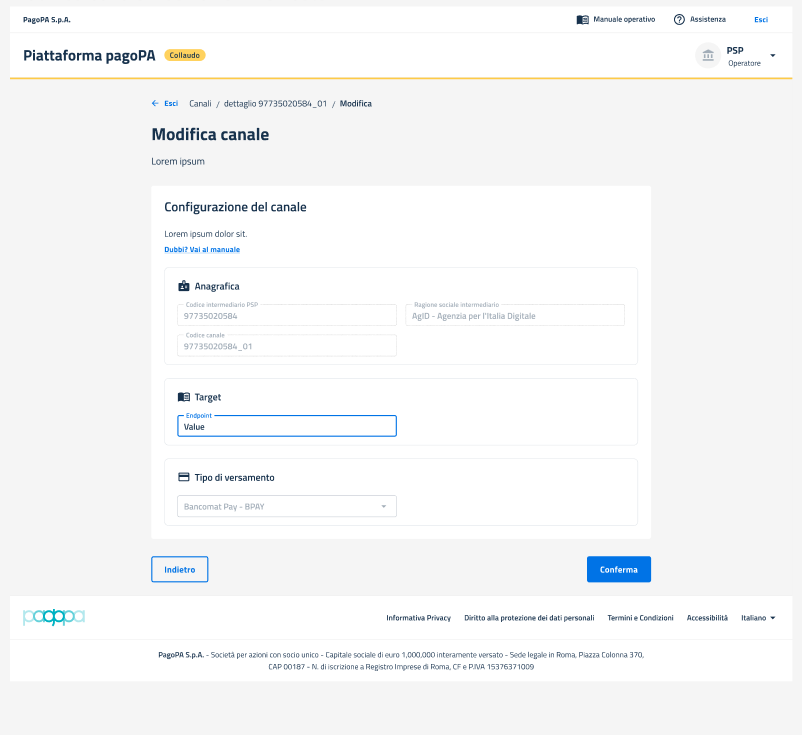 PagoPA S.p.A.
Manuale operativo
Assistenza
Esci
Piattaforma pagoPA
Collaudo
PSP
Operatore
Esci
Canali / dettaglio 97735020584_01 / Modifica
Modifica canale
Lorem ipsum
Configurazione del canale
Lorem ipsum dolor sit.
Dubbi? Vai al manuale
Anagrafica
Codice intermediario PSP
97735020584
Ragione sociale intermediario
AgID - Agenzia per l'Italia Digitale
Codice canale
97735020584_01
Target
Endpoint
Value
Tipo di versamento
Bancomat Pay - BPAY
Indietro
Conferma
pagopa
Informativa Privacy
Diritto alla protezione dei dati personali
Termini e Condizioni
Accessibilità
Italiano
PagoPA S.p.A. - Società per azioni con socio unico - Capitale sociale di euro 1,000,000 interamente versato - Sede legale in Roma, Piazza Colonna 370,
CAP 00187 - N. di iscrizione a Registro Imprese di Roma, CF e P.IVA 15376371009